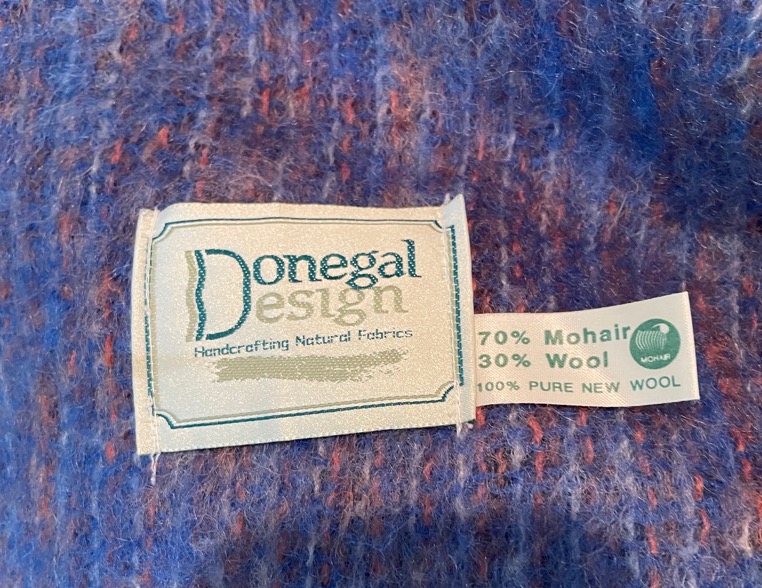 Donegal
Design
Handcrafting Natural Fabrics
70% Mohair
30% Wool
MOHAIR
100% PURE NEW WOOL